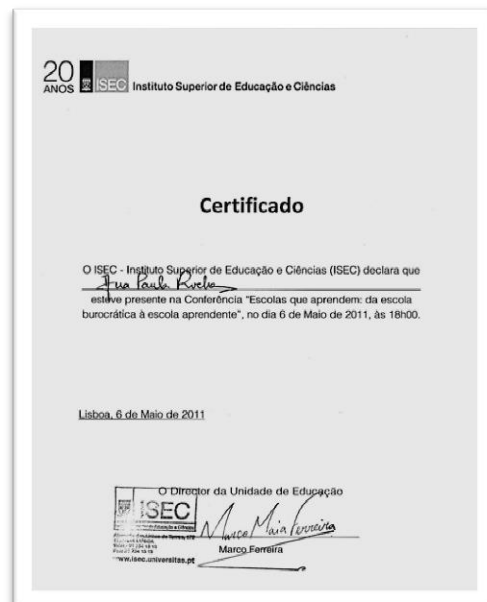 20
ANOS
ISEC
Instituto Superior de Educação e Ciências
Certificado
O ISEC - Instituto Superior de Educação e Ciências (ISEC) declara que
Ana Paula Rocha
esteve presente na Conferência "Escolas que aprendem: da escola
burocrática à escola aprendente", no dia 6 de Maio de 2011, às 18h00.
Lisboa, 6 de Maio de 2011
O Director da Unidade de Educação
ISEC
Marco Maia Ferreira
Marco Ferreira
www.isec.universitas.pt